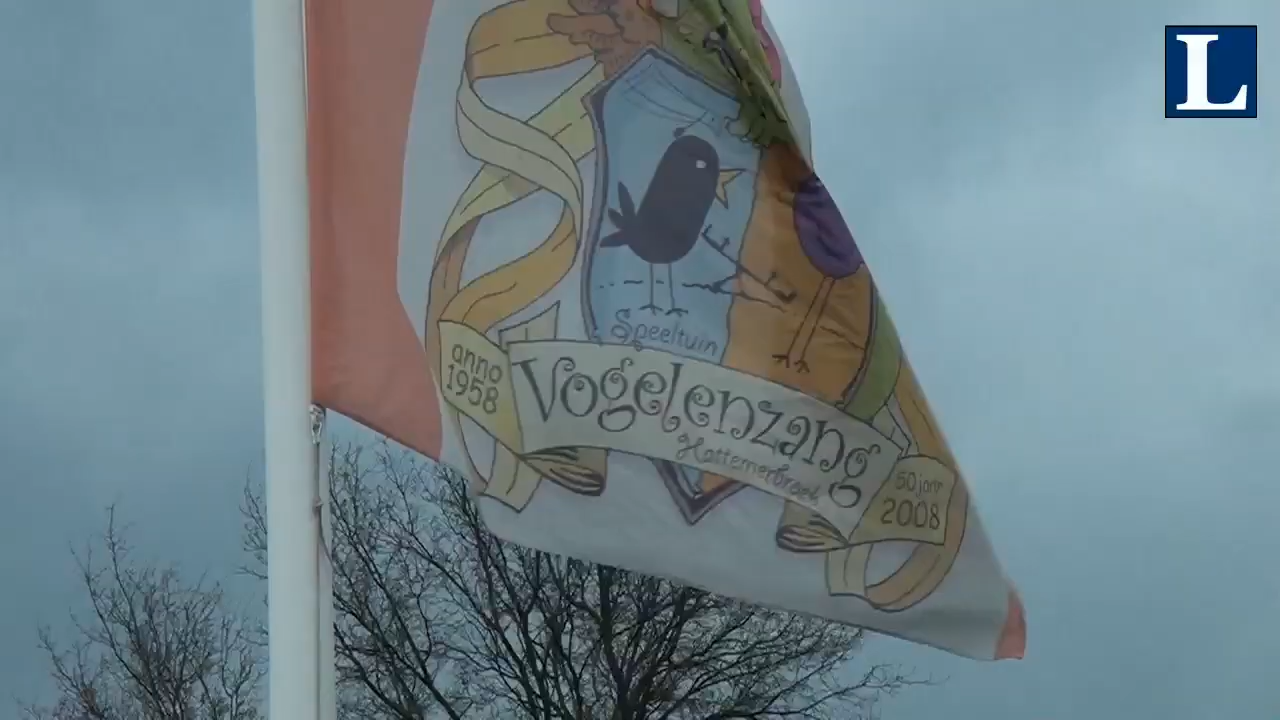 L
Speeltuin
anno
1958
Vogelenzang
Hattemerbroek
50 jaar
2008